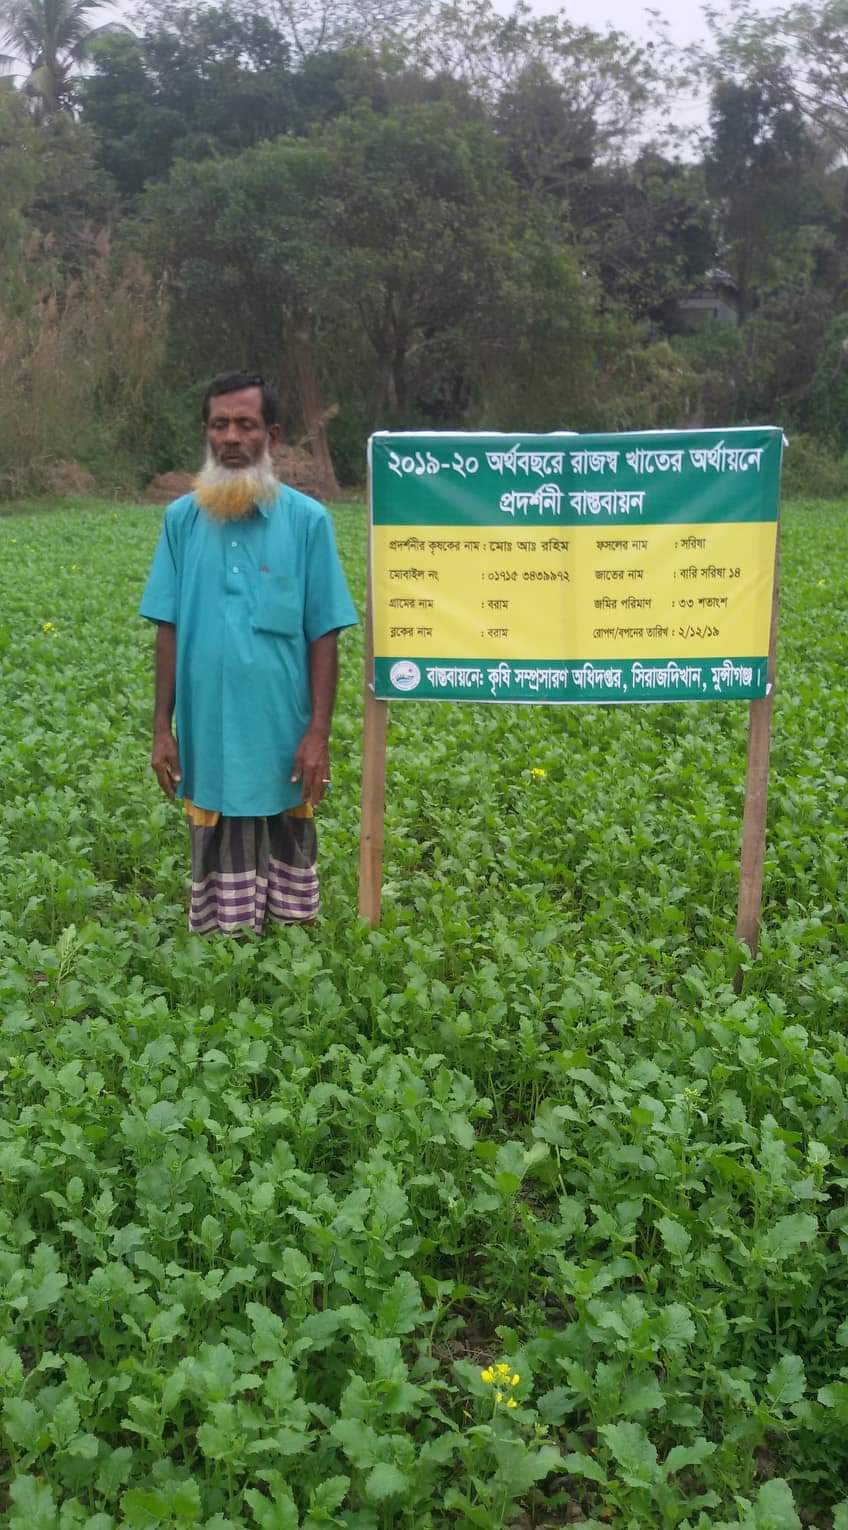 ২০১৯-২০ অর্থবছরে রাজস্ব খাতের অর্থায়নে
প্রদর্শনী বাস্তবায়ন
প্রদর্শনীর কৃষকের নাম : মোঃ আঃ রহিম ফসলের নাম : সরিষা
মোবাইল নং : ০১৭১৫ ৩৪৩৯৯৭২ জাতের নাম : বারি সরিষা ১৪
গ্রামের নাম : বরাম জমির পরিমাণ : ৩৩ শতাংশ
ব্লকের নাম : বরাম রোপণ/বপনের তারিখ : ২/১২/১৯
বাস্তবায়নে: কৃষি সম্প্রসারণ অধিদপ্তর, সিরাজদিখান, মুন্সীগঞ্জ।